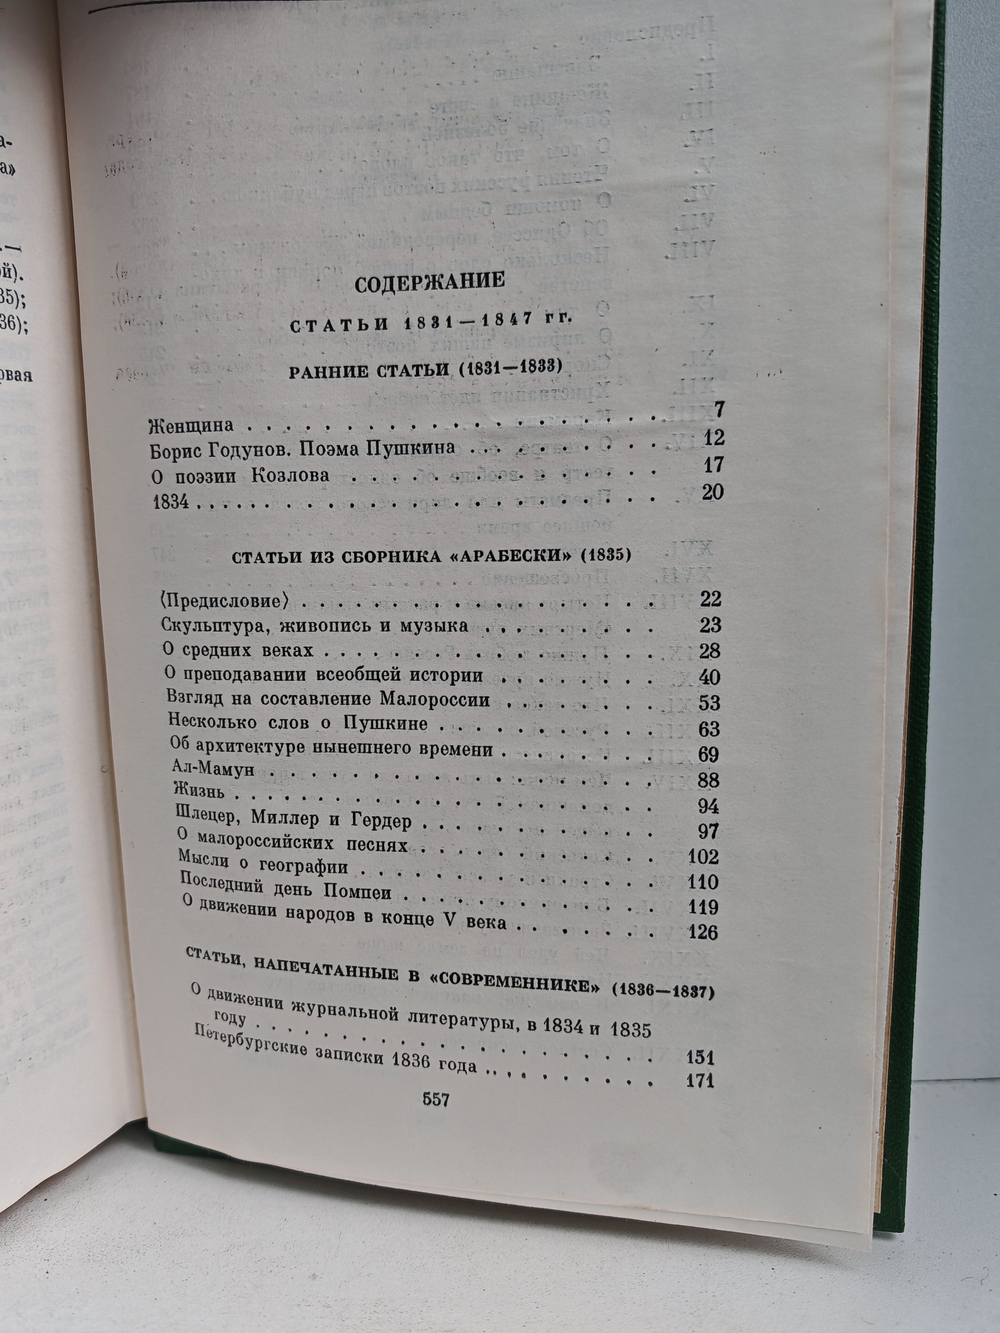 а-
а»
.—
ой).
35);
36);
рвая
СОДЕРЖАНИЕ
СТАТЬИ 1831—1847 гг.
РАННИЕ СТАТЬИ (1831—1833)
Женщина . . . . . . . . . . . . . . . . . 7
Борис Годунов. Поэма Пушкина . . . . . . . . 12
О поэзии Козлова . . . . . . . . . . . . . 17
1834 . . . . . . . . . . . . . . . . . . . 20
СТАТЬИ ИЗ СБОРНИКА «АРАБЕСКИ» (1835)
⟨Предисловие⟩ . . . . . . . . . . . . . . . 22
Скульптура, живопись и музыка . . . . . . . . 23
О средних веках . . . . . . . . . . . . . . 28
О преподавании всеобщей истории . . . . . . . 40
Взгляд на составление Малороссии . . . . . . . 53
Несколько слов о Пушкине . . . . . . . . . . 63
Об архитектуре нынешнего времени . . . . . . . 69
Ал-Мамун . . . . . . . . . . . . . . . . . 88
Жизнь . . . . . . . . . . . . . . . . . . 94
Шлецер, Миллер и Гердер . . . . . . . . . . 97
О малороссийских песнях . . . . . . . . . . 102
Мысли о географии . . . . . . . . . . . . . 110
Последний день Помпеи . . . . . . . . . . . 119
О движении народов в конце V века . . . . . . 126
СТАТЬИ, НАПЕЧАТАННЫЕ В «СОВРЕМЕННИКЕ» (1836—1837)
О движении журнальной литературы, в 1834 и 1835
году . . . . . . . . . . . . . . . . . . 151
Петербургские записки 1836 года . . . . . . . . 171
557